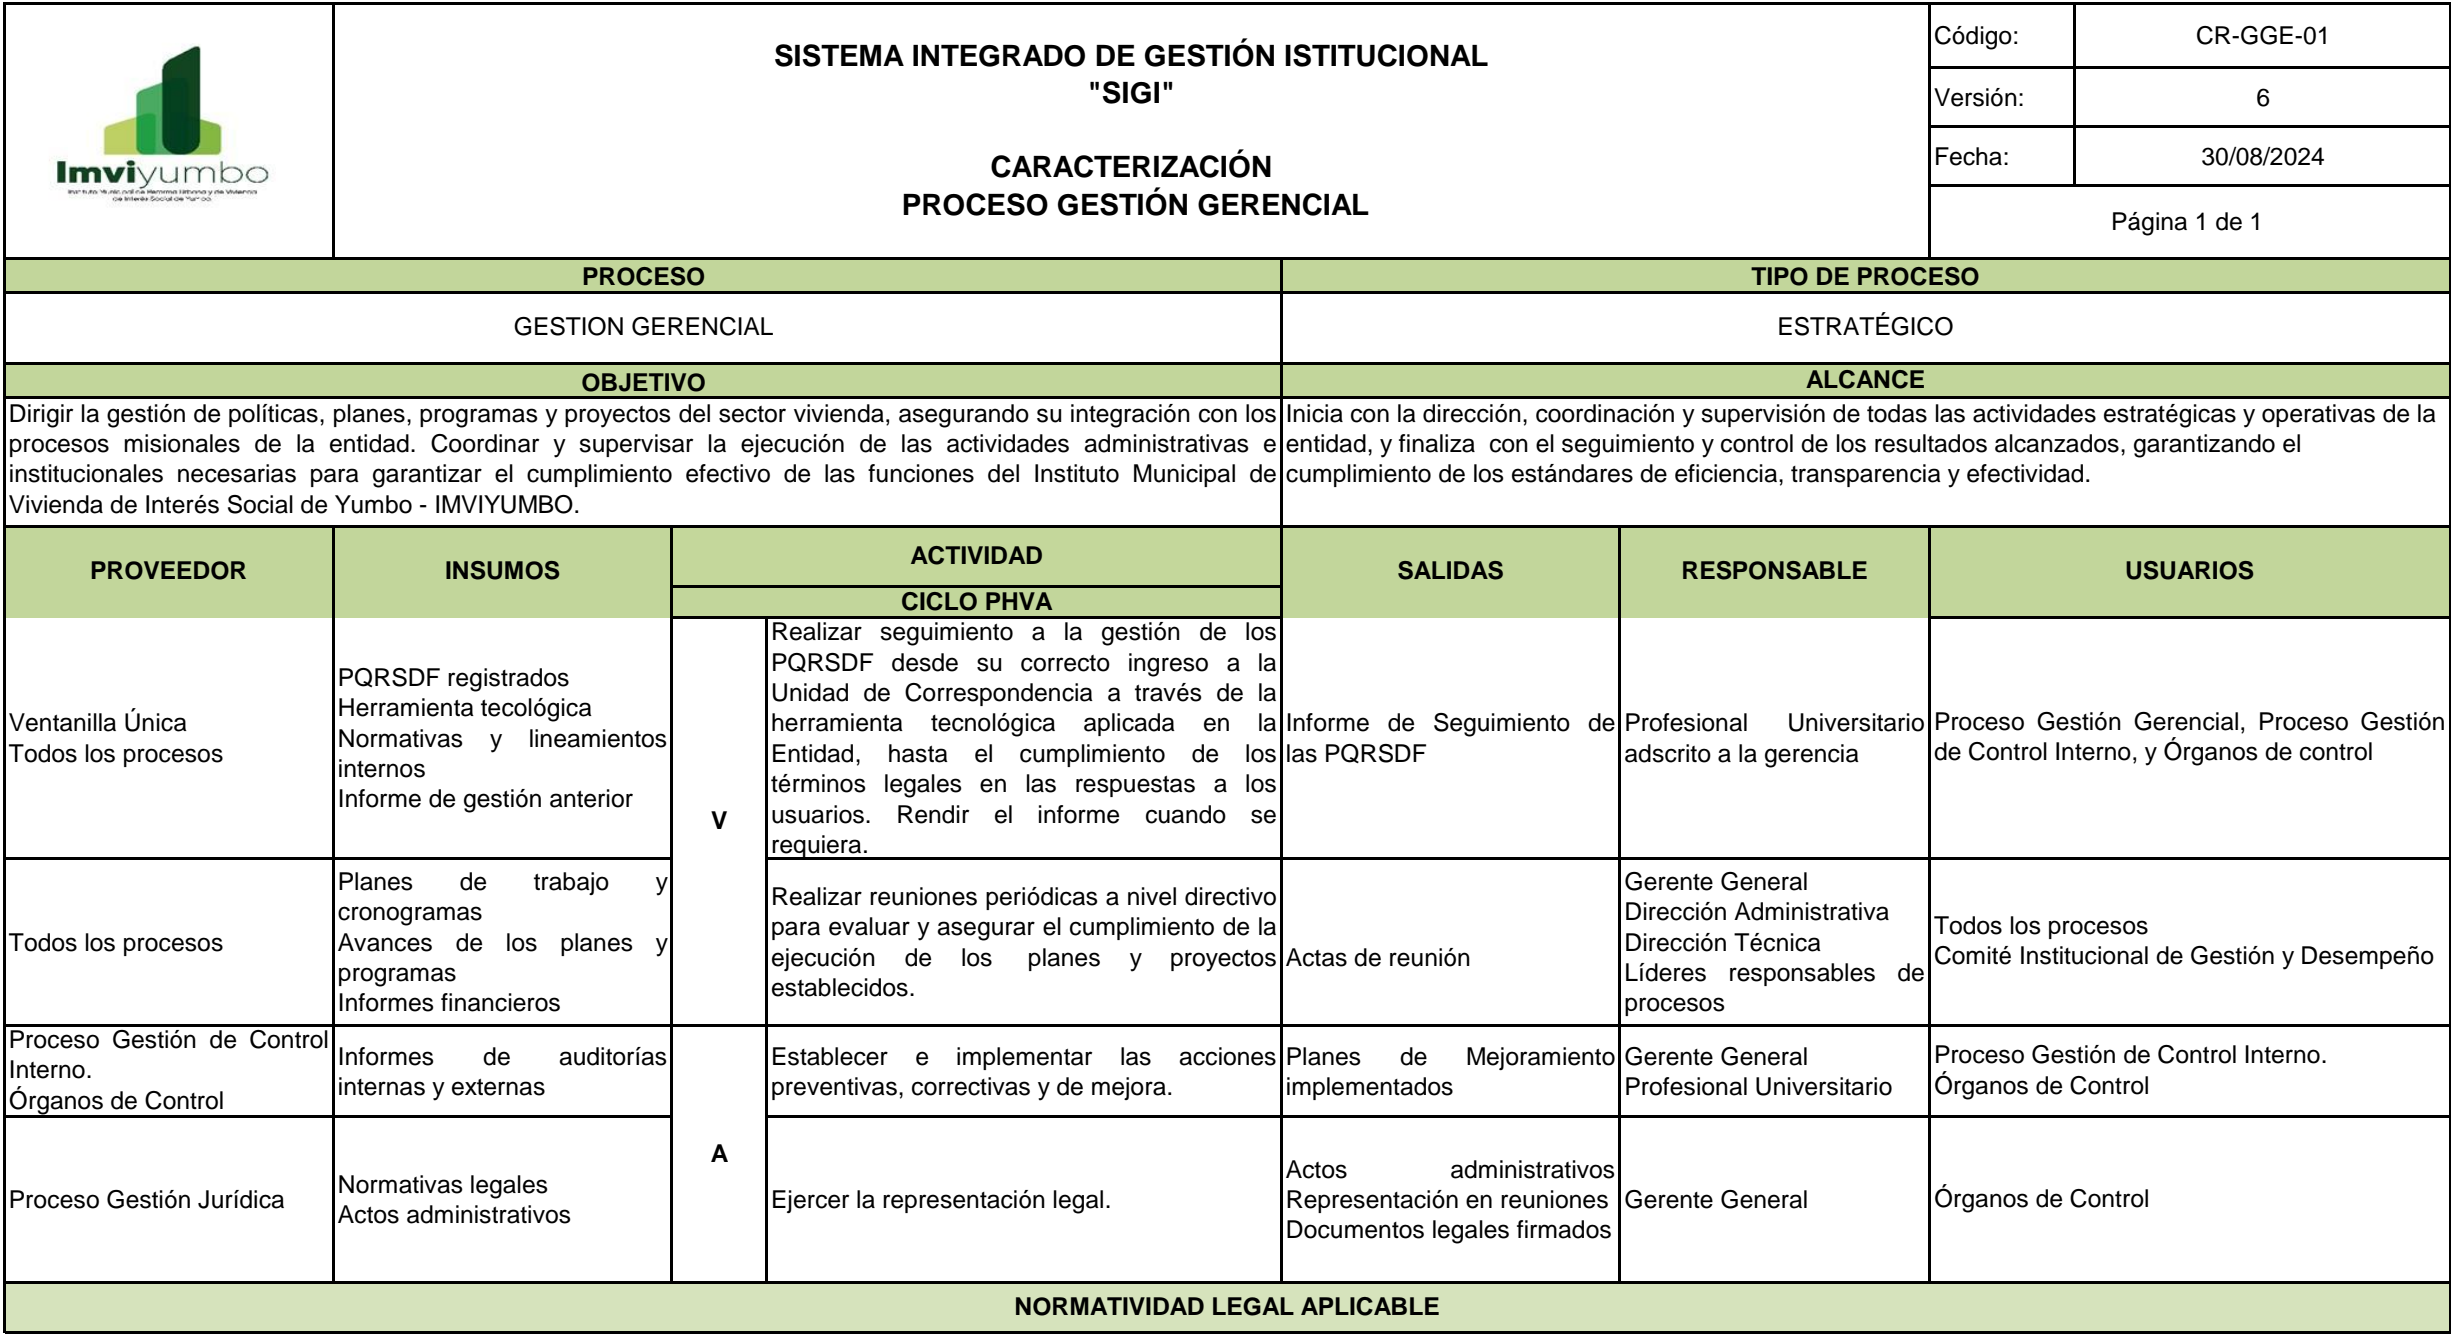 Imviyumbo
Instituto Municipal de Reforma Urbana y de Vivienda
de Interés Social de Yumbo
SISTEMA INTEGRADO DE GESTIÓN ISTITUCIONAL
"SIGI"
CARACTERIZACIÓN
PROCESO GESTIÓN GERENCIAL
Código: CR-GGE-01
Versión: 6
Fecha: 30/08/2024
Página 1 de 1
PROCESO
TIPO DE PROCESO
GESTION GERENCIAL
ESTRATÉGICO
OBJETIVO
ALCANCE
Dirigir la gestión de políticas, planes, programas y proyectos del sector vivienda, asegurando su integración con los
procesos misionales de la entidad. Coordinar y supervisar la ejecución de las actividades administrativas e
institucionales necesarias para garantizar el cumplimiento efectivo de las funciones del Instituto Municipal de
Vivienda de Interés Social de Yumbo - IMVIYUMBO.
Inicia con la dirección, coordinación y supervisión de todas las actividades estratégicas y operativas de la
entidad, y finaliza con el seguimiento y control de los resultados alcanzados, garantizando el
cumplimiento de los estándares de eficiencia, transparencia y efectividad.
PROVEEDOR
INSUMOS
ACTIVIDAD
CICLO PHVA
SALIDAS
RESPONSABLE
USUARIOS
Ventanilla Única
Todos los procesos
PQRSDF registrados
Herramienta tecológica
Normativas y lineamientos
internos
Informe de gestión anterior
V
Realizar seguimiento a la gestión de los
PQRSDF desde su correcto ingreso a la
Unidad de Correspondencia a través de la
herramienta tecnológica aplicada en la
Entidad, hasta el cumplimiento de los
términos legales en las respuestas a los
usuarios. Rendir el informe cuando se
requiera.
Informe de Seguimiento de
las PQRSDF
Profesional Universitario
adscrito a la gerencia
Proceso Gestión Gerencial, Proceso Gestión
de Control Interno, y Órganos de control
Todos los procesos
Planes de trabajo y
cronogramas
Avances de los planes y
programas
Informes financieros
Realizar reuniones periódicas a nivel directivo
para evaluar y asegurar el cumplimiento de la
ejecución de los planes y proyectos
establecidos.
Actas de reunión
Gerente General
Dirección Administrativa
Dirección Técnica
Líderes responsables de
procesos
Todos los procesos
Comité Institucional de Gestión y Desempeño
Proceso Gestión de Control
Interno.
Órganos de Control
Informes de auditorías
internas y externas
A
Establecer e implementar las acciones
preventivas, correctivas y de mejora.
Planes de Mejoramiento
implementados
Gerente General
Profesional Universitario
Proceso Gestión de Control Interno.
Órganos de Control
Proceso Gestión Jurídica
Normativas legales
Actos administrativos
Ejercer la representación legal.
Actos administrativos
Representación en reuniones
Documentos legales firmados
Gerente General
Órganos de Control
NORMATIVIDAD LEGAL APLICABLE